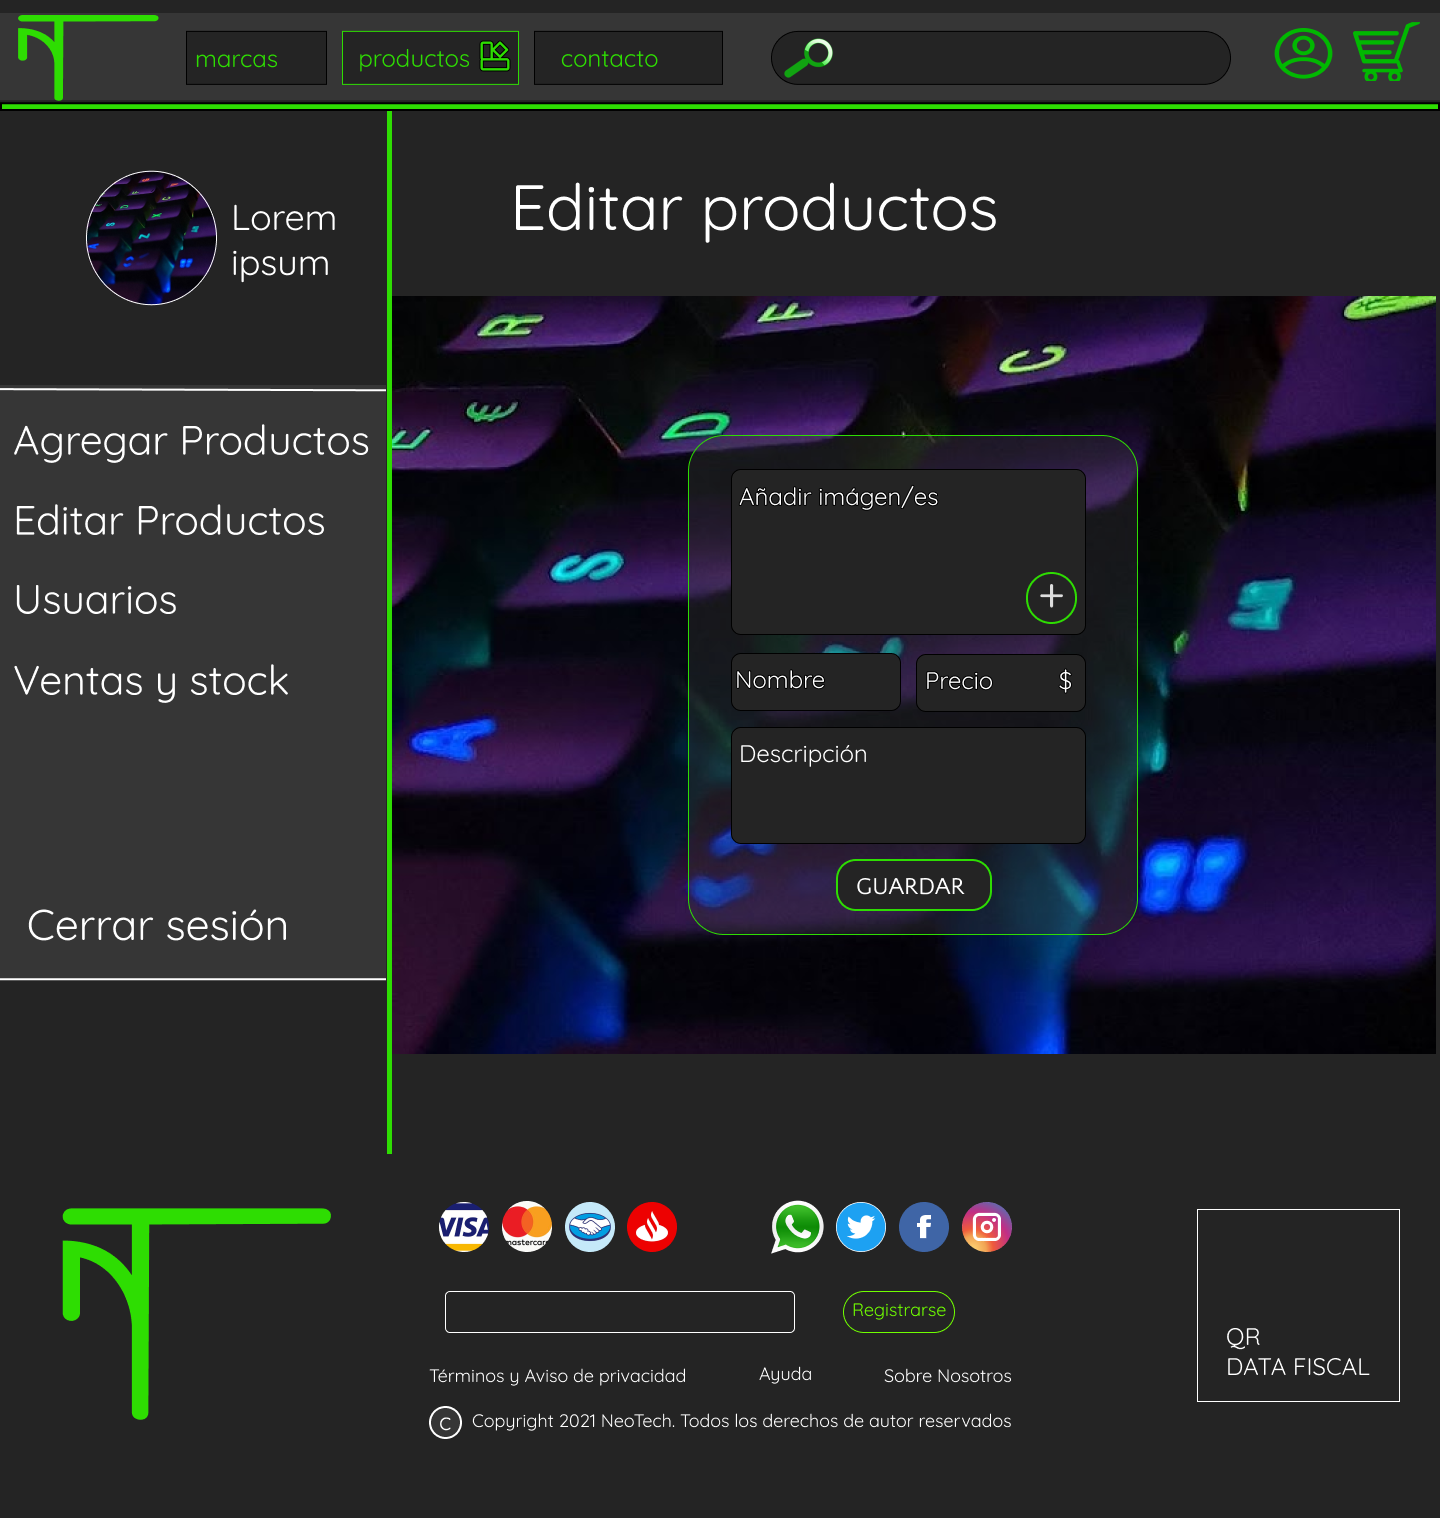 marcas
productos
contacto
Lorem
ipsum
Editar productos
Agregar Productos
Editar Productos
Usuarios
Ventas y stock
Cerrar sesión
R
F
C
E
D
S
A
Añadir imágen/es
+
Nombre
Precio $
Descripción
GUARDAR
VISA
mastercard
f
Registrarse
Términos y Aviso de privacidad
Ayuda
Sobre Nosotros
C Copyright 2021 NeoTech. Todos los derechos de autor reservados
QR
DATA FISCAL